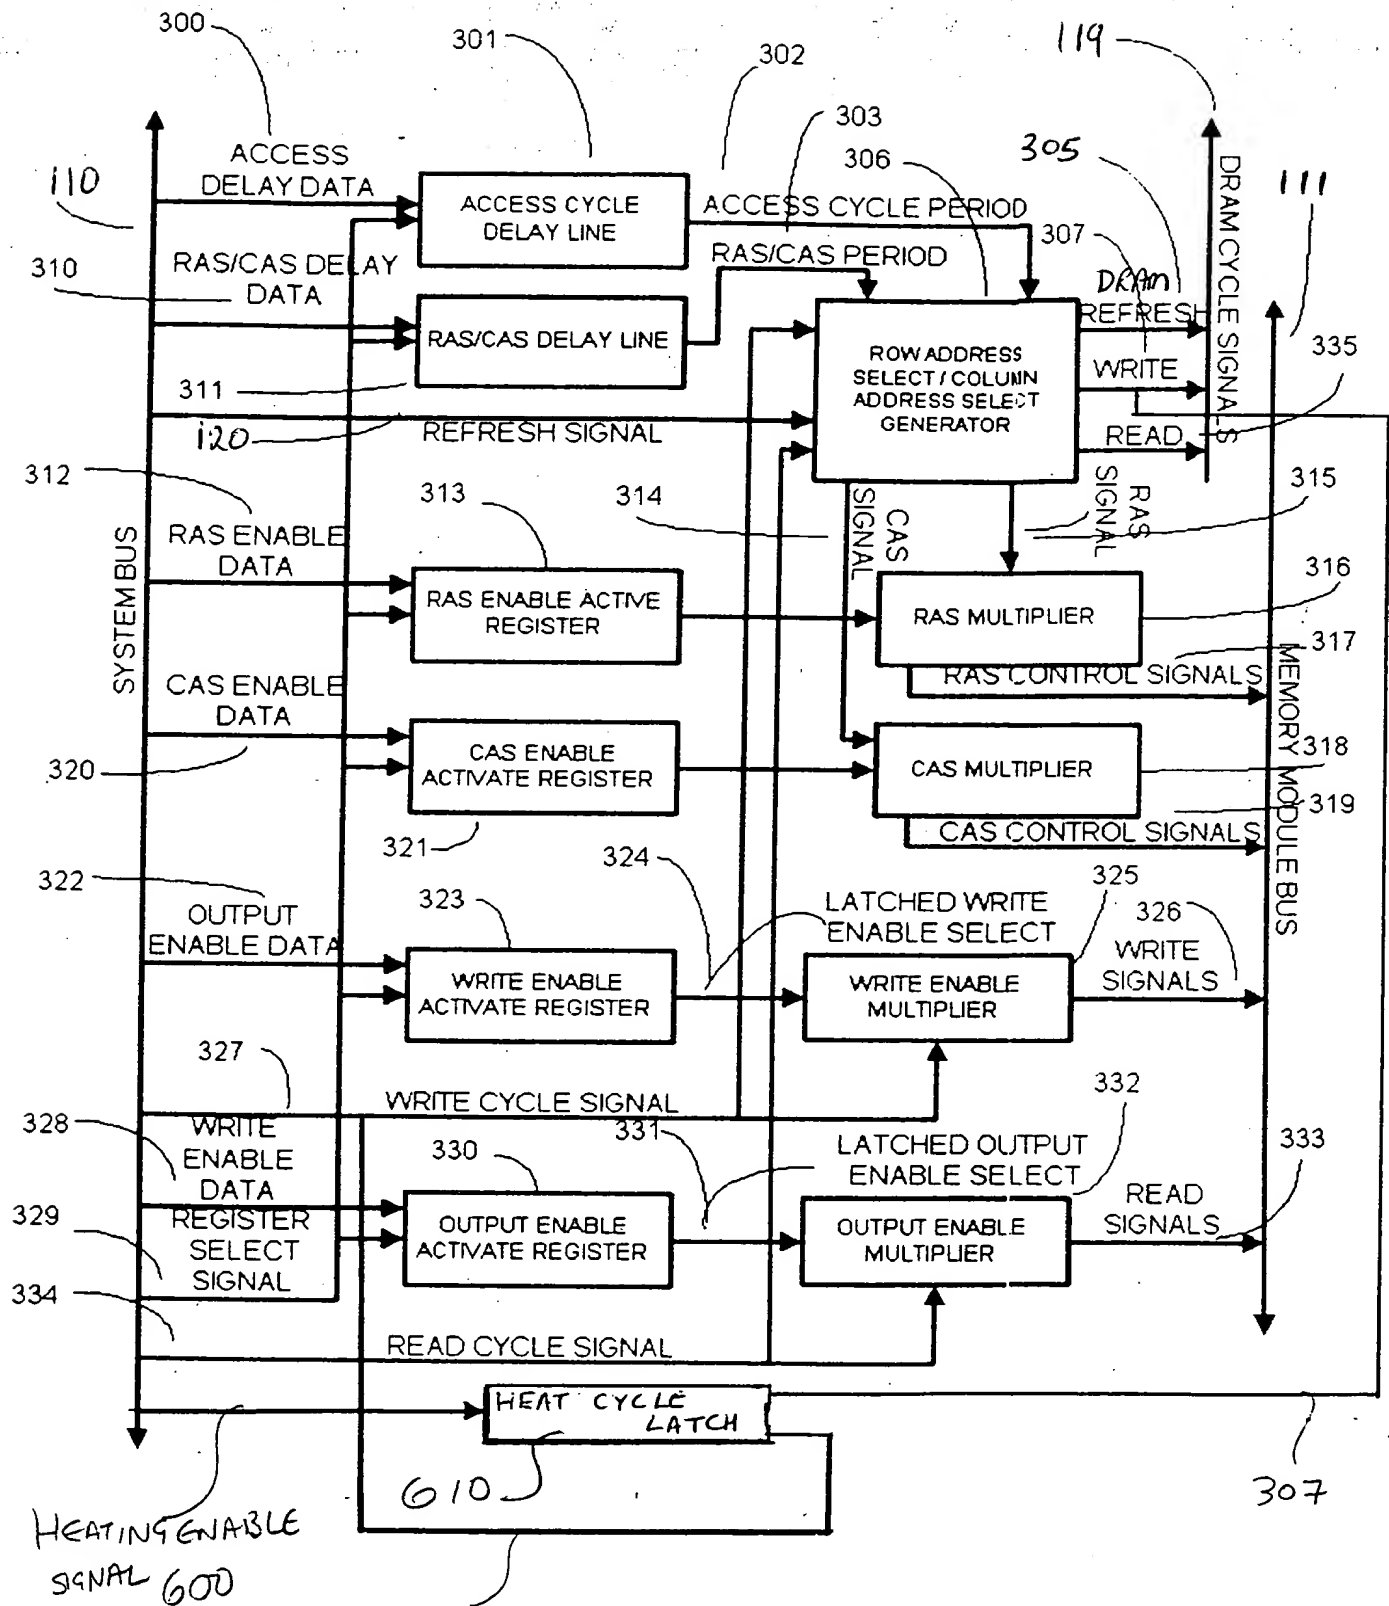 300
301
302
119
303
306
305
ACCESS
DELAY DATA
110
ACCESS CYCLE
DELAY LINE
ACCESS CYCLE PERIOD
307
111
DRAM CYCLE SIGNALS
RAS/CAS DELAY
DATA
310
RAS/CAS PERIOD
DRAM
REFRESH
RAS/CAS DELAY LINE
ROW ADDRESS
SELECT / COLUMN
ADDRESS SELECT
GENERATOR
WRITE
335
311
120
REFRESH SIGNAL
READ
312
313
314
CAS
SIGNAL
RAS
SIGNAL
315
RAS ENABLE
DATA
SYSTEM BUS
RAS ENABLE ACTIVE
REGISTER
RAS MULTIPLIER
316
317
RAS CONTROL SIGNALS
MEMORY MODULE BUS
CAS ENABLE
DATA
320
CAS ENABLE
ACTIVATE REGISTER
CAS MULTIPLIER
318
319
CAS CONTROL SIGNALS
321
322
323
324
LATCHED WRITE
ENABLE SELECT
325
326
OUTPUT
ENABLE DATA
WRITE ENABLE
ACTIVATE REGISTER
WRITE ENABLE
MULTIPLIER
WRITE
SIGNALS
327
WRITE CYCLE SIGNAL
332
328
WRITE
ENABLE
DATA
330
331
LATCHED OUTPUT
ENABLE SELECT
333
329
REGISTER
SELECT
SIGNAL
OUTPUT ENABLE
ACTIVATE REGISTER
OUTPUT ENABLE
MULTIPLIER
READ
SIGNALS
334
READ CYCLE SIGNAL
HEAT CYCLE
LATCH
610
307
HEATING ENABLE
SIGNAL 600